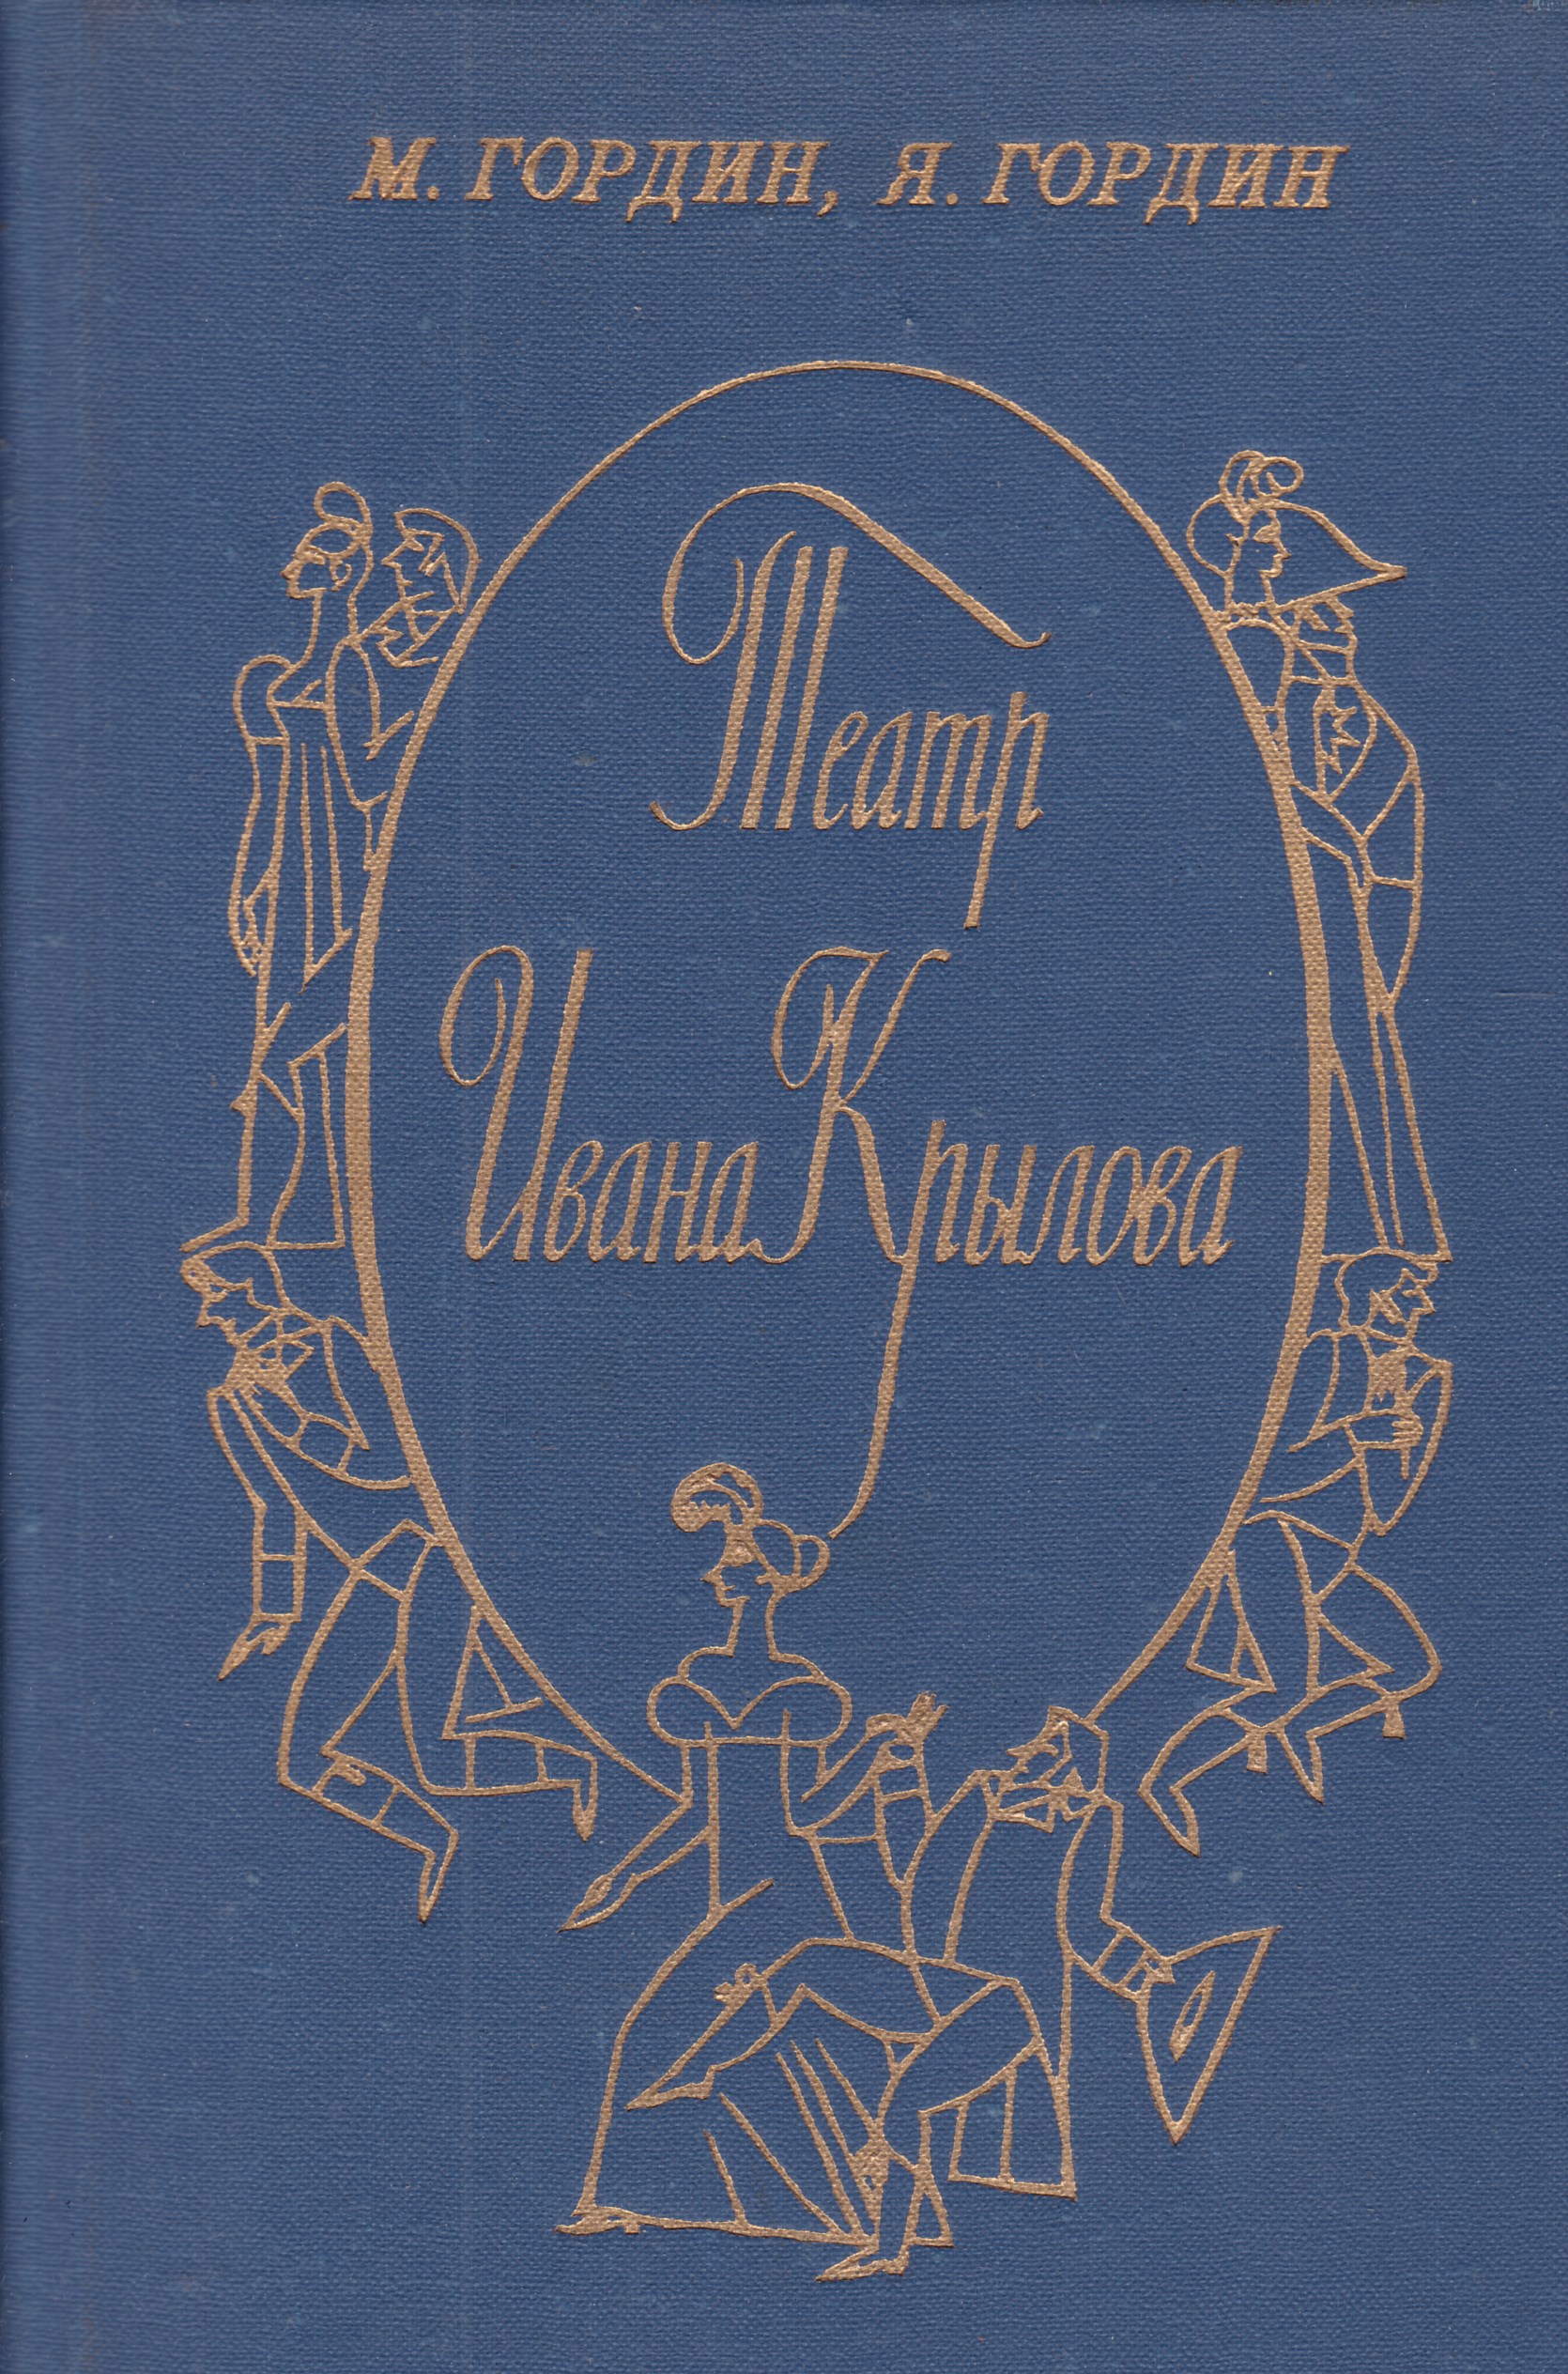 М. ГОРДИН, Я. ГОРДИН
Театр
Ивана Крылова